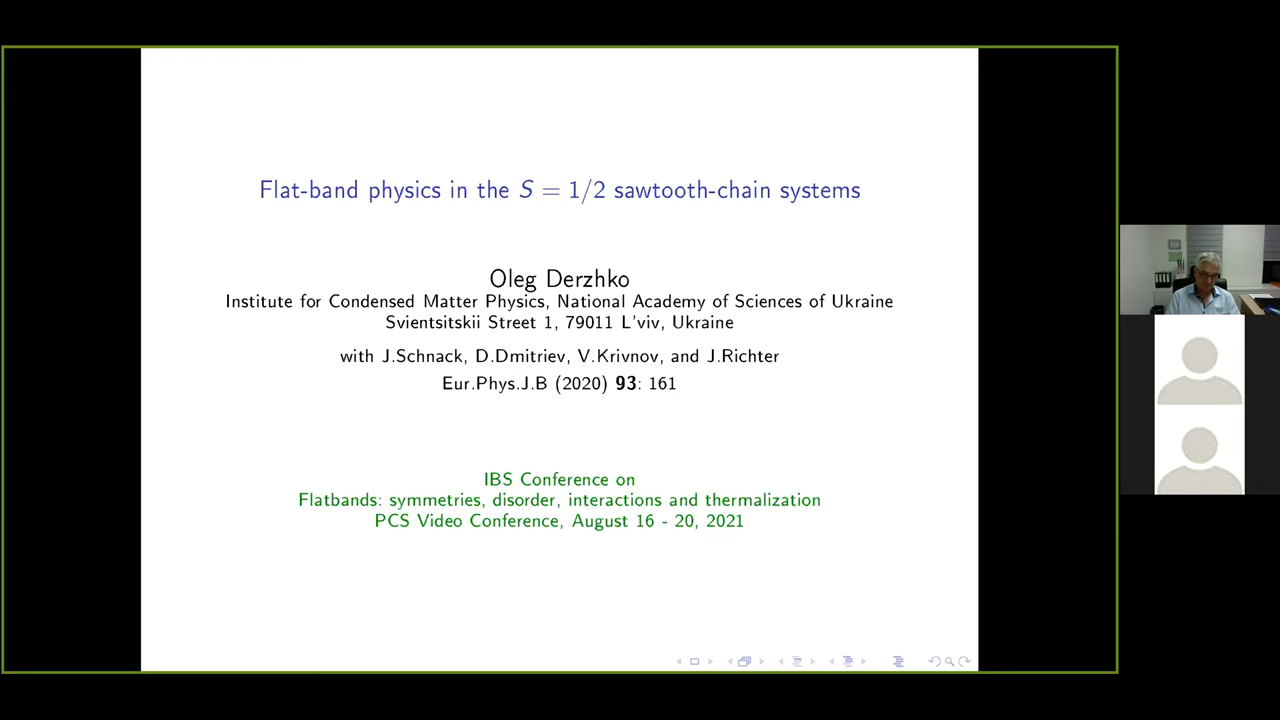 Flat-band physics in the S = 1/2 sawtooth-chain systems
Oleg Derzhko
Institute for Condensed Matter Physics, National Academy of Sciences of Ukraine
Svientsitskii Street 1, 79011 L'viv, Ukraine
with J.Schnack, D.Dmitriev, V.Krivnov, and J.Richter
Eur.Phys.J.B (2020) 93: 161
IBS Conference on
Flatbands: symmetries, disorder, interactions and thermalization
PCS Video Conference, August 16 - 20, 2021